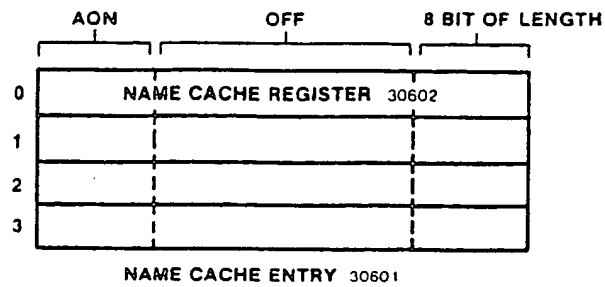 AON OFF 8 BIT OF LENGTH
0 NAME CACHE REGISTER 30602
1
2
3
NAME CACHE ENTRY 30601